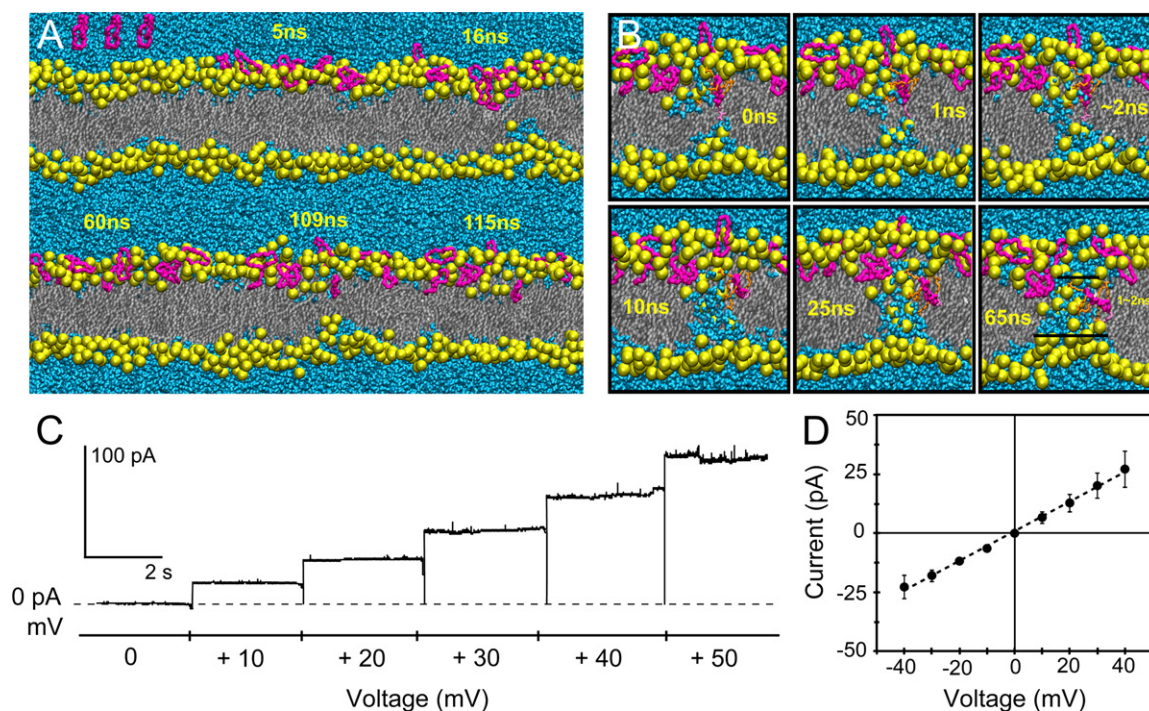 A
5ns
16ns
60ns
109ns
115ns
B
0ns
1ns
~2ns
10ns
25ns
65ns
1~2ns
C
100 pA
2 s
0 pA
mV
0
+ 10
+ 20
+ 30
+ 40
+ 50
Voltage (mV)
D
50
25
0
-25
-50
Current (pA)
-40
-20
0
20
40
Voltage (mV)